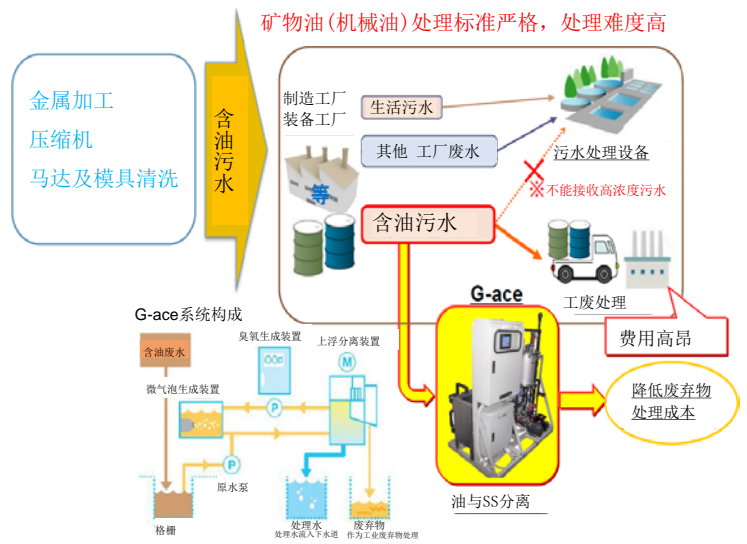 矿物油(机械油)处理标准严格，处理难度高
金属加工
压缩机
马达及模具清洗
含油污水
制造工厂
装备工厂
等
生活污水
其他 工厂废水
含油污水
污水处理设备
※不能接收高浓度污水
工废处理
费用高昂
G-ace
油与SS分离
降低废弃物
处理成本
G-ace系统构成
含油废水
臭氧生成装置
上浮分离装置
M
微气泡生成装置
P
P
原水泵
格栅
处理水
处理水流入下水道
废弃物
作为工业废弃物处理